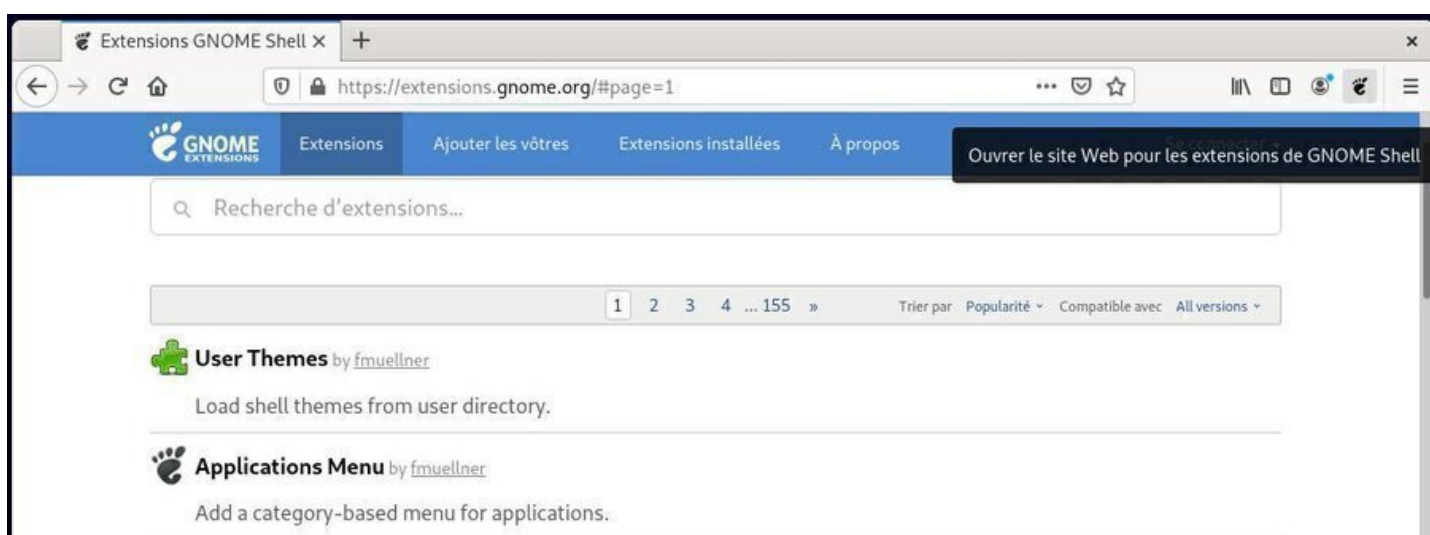 Extensions GNOME Shell
https://extensions.gnome.org/#page=1
GNOME EXTENSIONS
Extensions Ajouter les vôtres Extensions installées À propos
Ouvrer le site Web pour les extensions de GNOME Shell
Recherche d'extensions...
1 2 3 4 ... 155 » Trier par Popularité Compatible avec All versions
User Themes by fmuellner
Load shell themes from user directory.
Applications Menu by fmuellner
Add a category-based menu for applications.